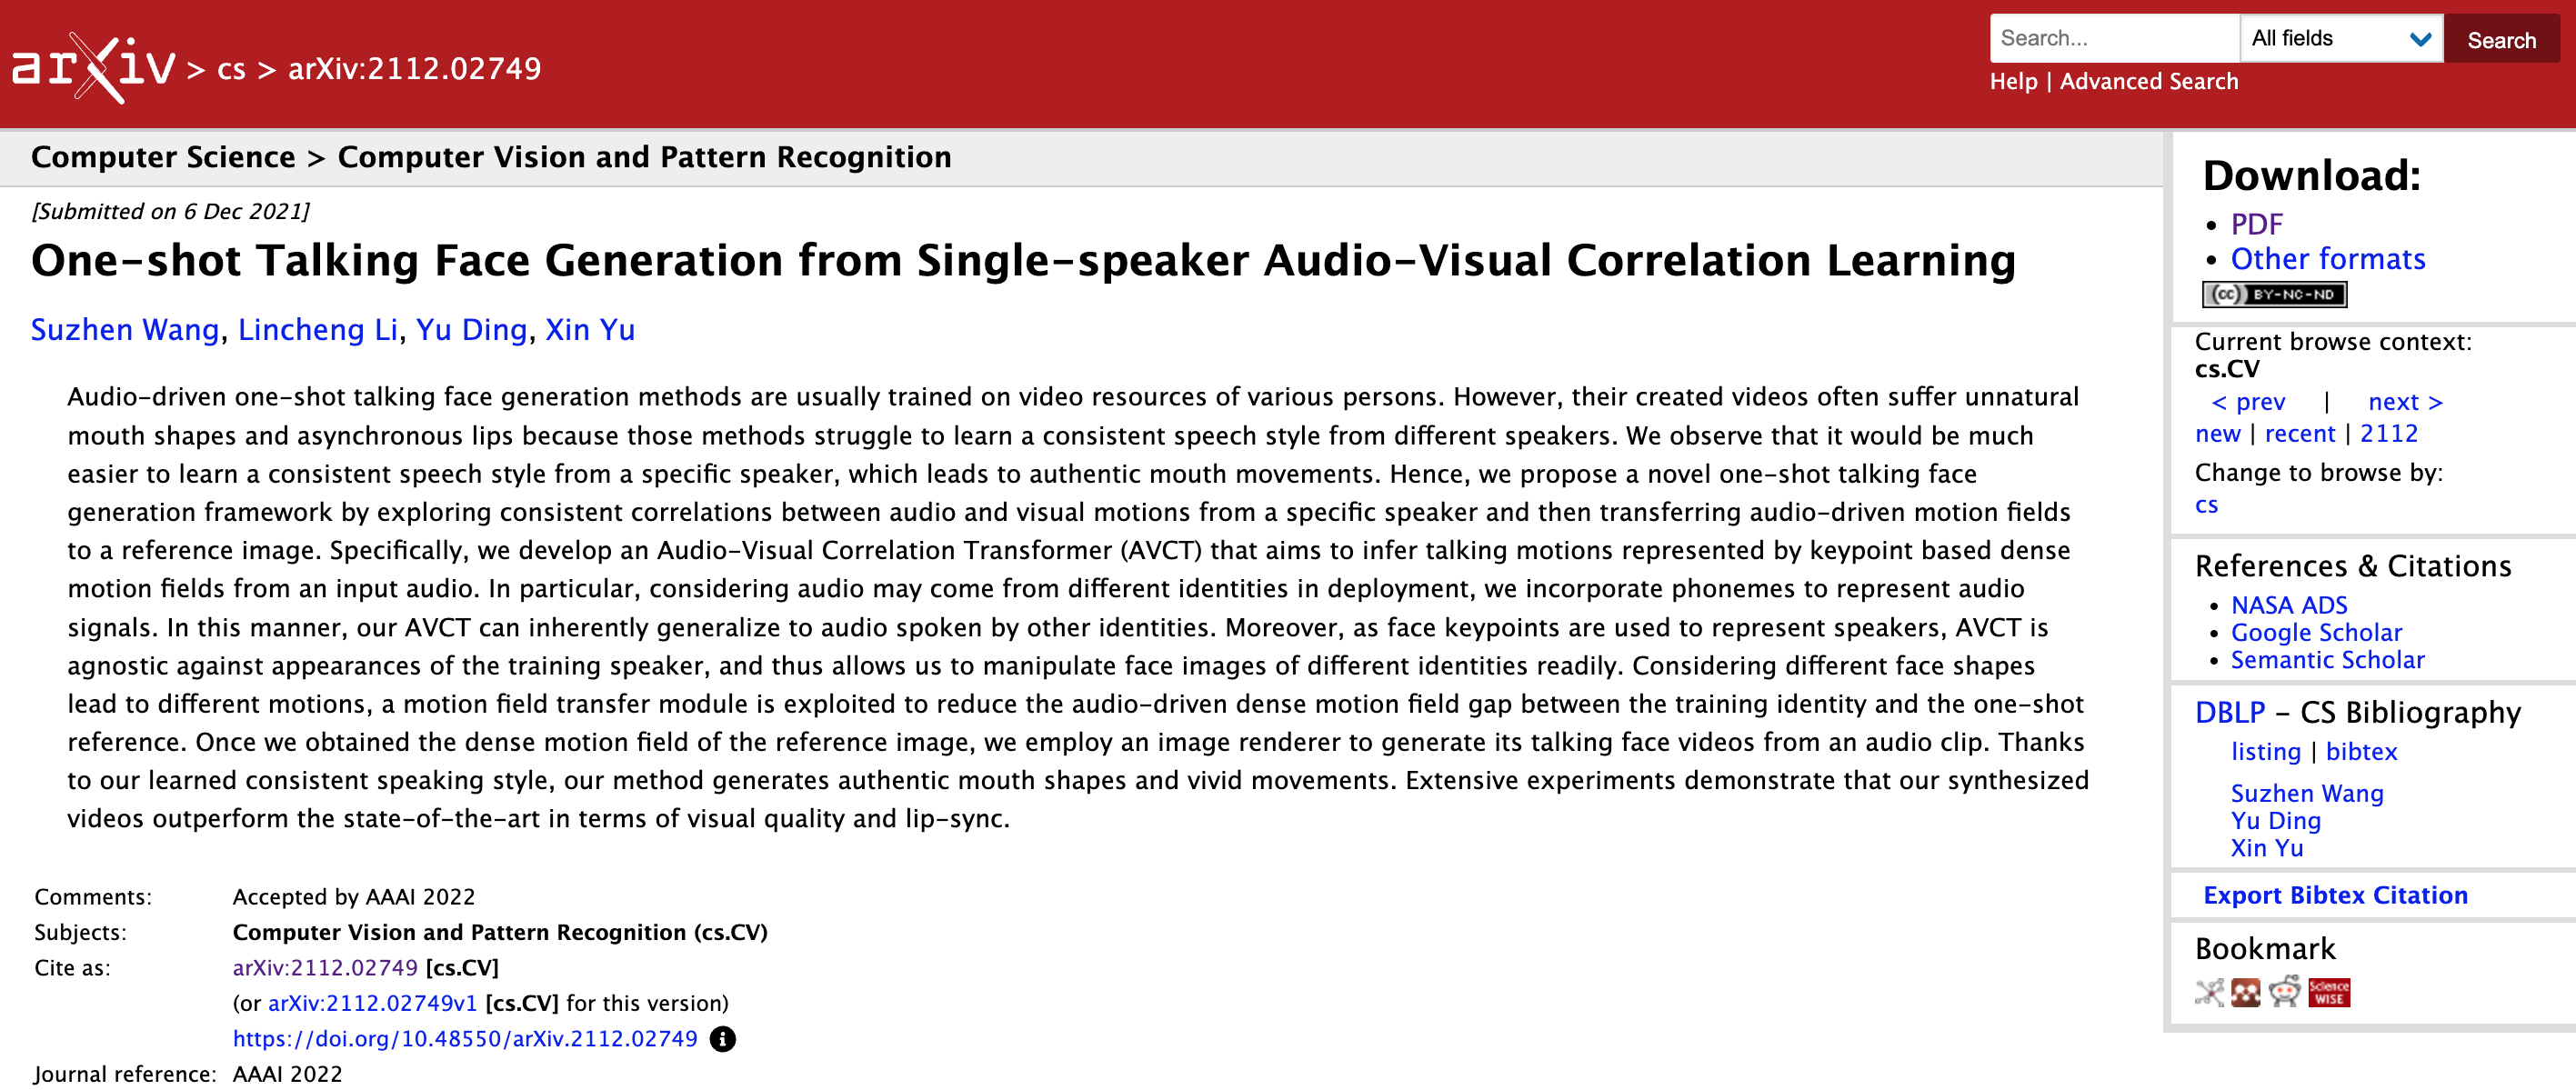 arXiv > cs > arXiv:2112.02749
Search...
All fields
Search
Help | Advanced Search
Computer Science > Computer Vision and Pattern Recognition
[Submitted on 6 Dec 2021]
One-shot Talking Face Generation from Single-speaker Audio-Visual Correlation Learning
Suzhen Wang, Lincheng Li, Yu Ding, Xin Yu
Audio-driven one-shot talking face generation methods are usually trained on video resources of various persons. However, their created videos often suffer unnatural
mouth shapes and asynchronous lips because those methods struggle to learn a consistent speech style from different speakers. We observe that it would be much
easier to learn a consistent speech style from a specific speaker, which leads to authentic mouth movements. Hence, we propose a novel one-shot talking face
generation framework by exploring consistent correlations between audio and visual motions from a specific speaker and then transferring audio-driven motion fields
to a reference image. Specifically, we develop an Audio-Visual Correlation Transformer (AVCT) that aims to infer talking motions represented by keypoint based dense
motion fields from an input audio. In particular, considering audio may come from different identities in deployment, we incorporate phonemes to represent audio
signals. In this manner, our AVCT can inherently generalize to audio spoken by other identities. Moreover, as face keypoints are used to represent speakers, AVCT is
agnostic against appearances of the training speaker, and thus allows us to manipulate face images of different identities readily. Considering different face shapes
lead to different motions, a motion field transfer module is exploited to reduce the audio-driven dense motion field gap between the training identity and the one-shot
reference. Once we obtained the dense motion field of the reference image, we employ an image renderer to generate its talking face videos from an audio clip. Thanks
to our learned consistent speaking style, our method generates authentic mouth shapes and vivid movements. Extensive experiments demonstrate that our synthesized
videos outperform the state-of-the-art in terms of visual quality and lip-sync.
Comments: Accepted by AAAI 2022
Subjects: Computer Vision and Pattern Recognition (cs.CV)
Cite as: arXiv:2112.02749 [cs.CV]
(or arXiv:2112.02749v1 [cs.CV] for this version)
https://doi.org/10.48550/arXiv.2112.02749
Journal reference: AAAI 2022
Download:
• PDF
• Other formats
(cc) BY-NC-ND
Current browse context:
cs.CV
< prev | next >
new | recent | 2112
Change to browse by:
cs
References & Citations
• NASA ADS
• Google Scholar
• Semantic Scholar
DBLP - CS Bibliography
listing | bibtex
Suzhen Wang
Yu Ding
Xin Yu
Export Bibtex Citation
Bookmark
Science
WISE